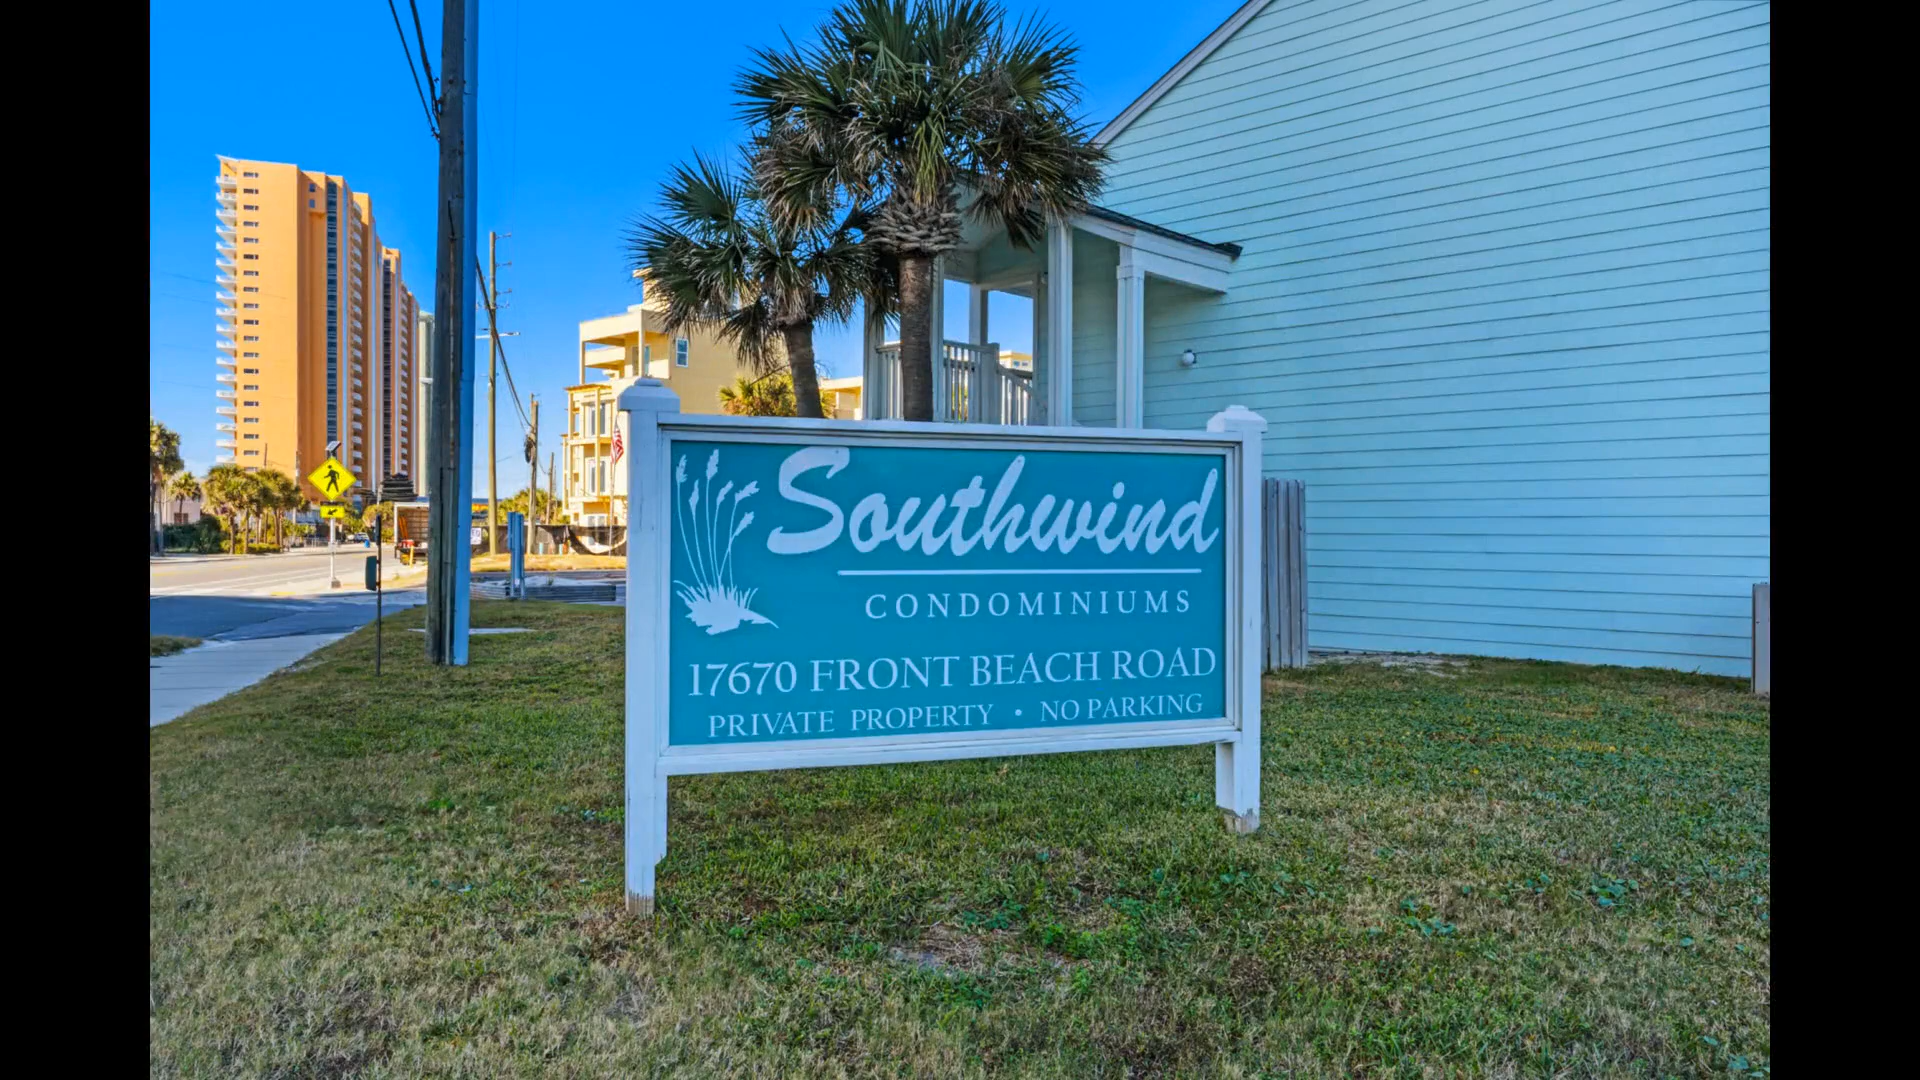 Southwind
CONDOMINIUMS
17670 FRONT BEACH ROAD
PRIVATE PROPERTY • NO PARKING